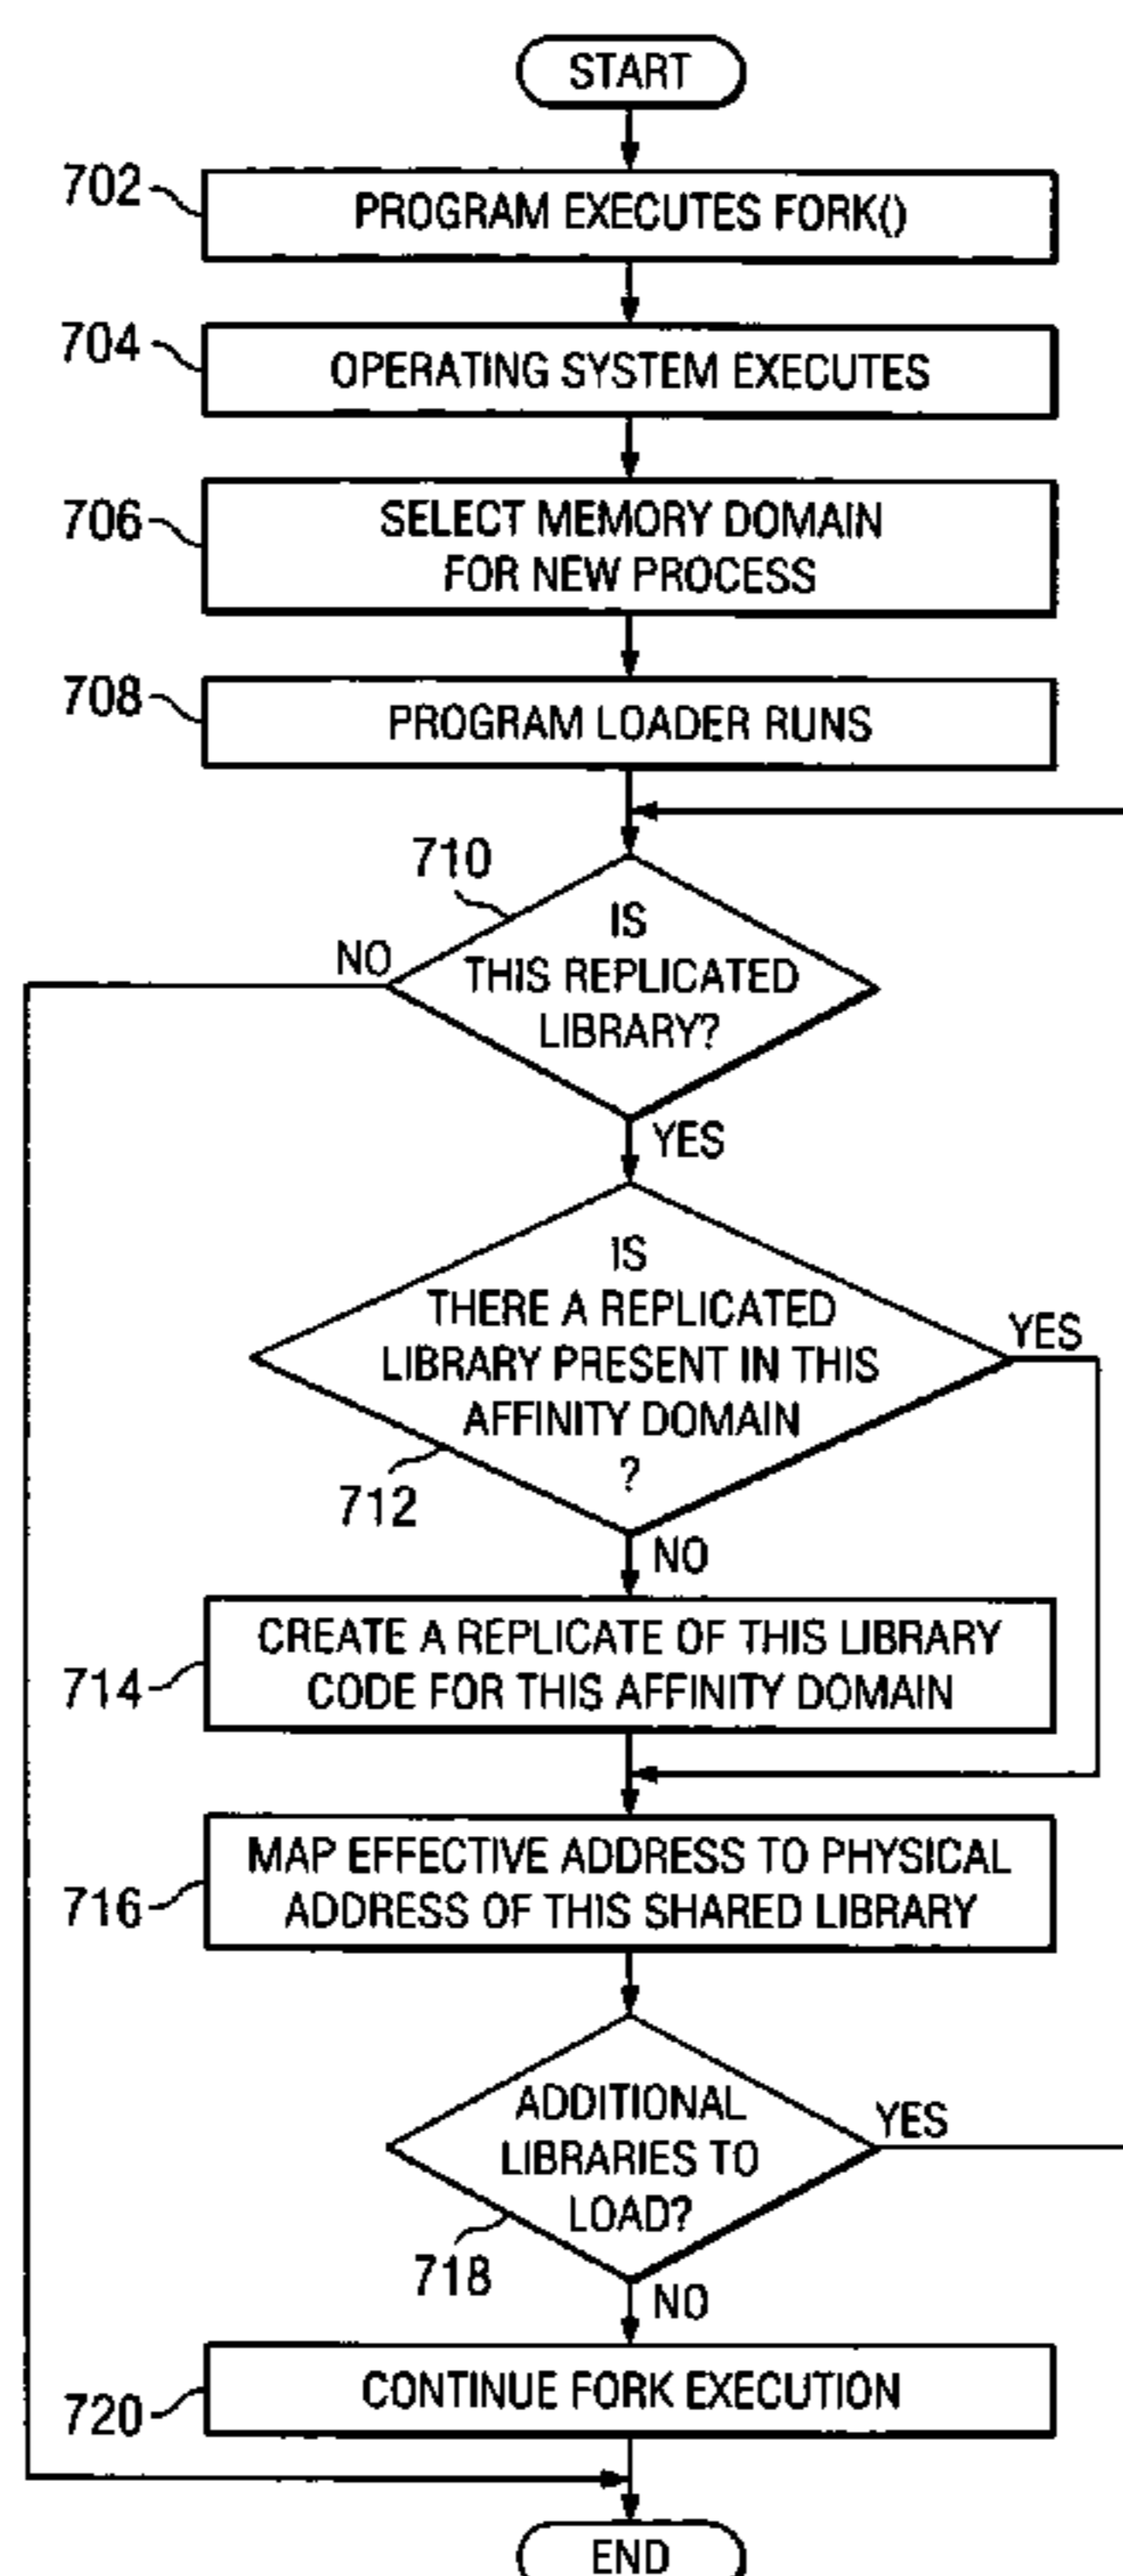 START
702
PROGRAM EXECUTES FORK()
704
OPERATING SYSTEM EXECUTES
706
SELECT MEMORY DOMAIN
FOR NEW PROCESS
708
PROGRAM LOADER RUNS
710
IS
THIS REPLICATED
LIBRARY?
NO
YES
IS
THERE A REPLICATED
LIBRARY PRESENT IN THIS
AFFINITY DOMAIN
?
YES
712
NO
714
CREATE A REPLICATE OF THIS LIBRARY
CODE FOR THIS AFFINITY DOMAIN
716
MAP EFFECTIVE ADDRESS TO PHYSICAL
ADDRESS OF THIS SHARED LIBRARY
ADDITIONAL
LIBRARIES TO
LOAD?
YES
718
NO
720
CONTINUE FORK EXECUTION
END